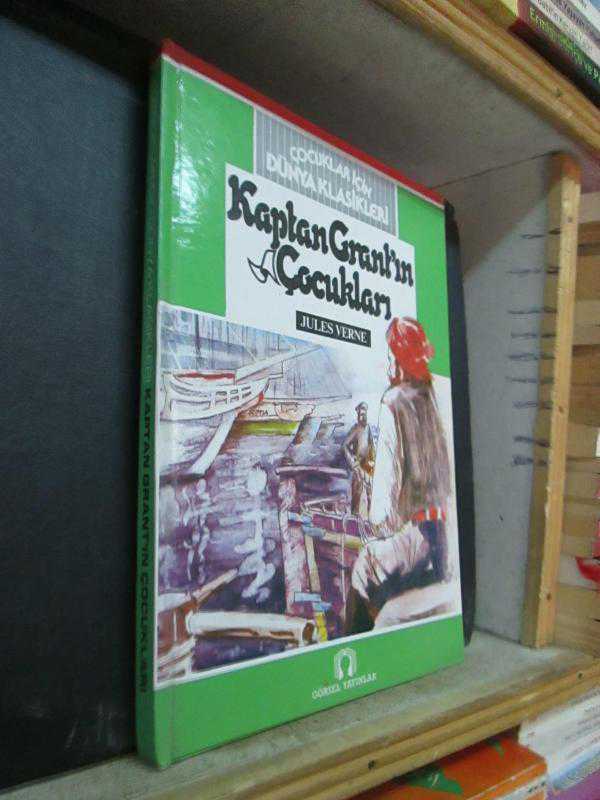 ÇOCUKLAR İÇİN
DÜNYA KLASİKLERİ
Kaptan Grant'ın
Çocukları
JULES VERNE
GÖRSEL YAYINLAR
KAPTAN GRANT'IN ÇOCUKLARI